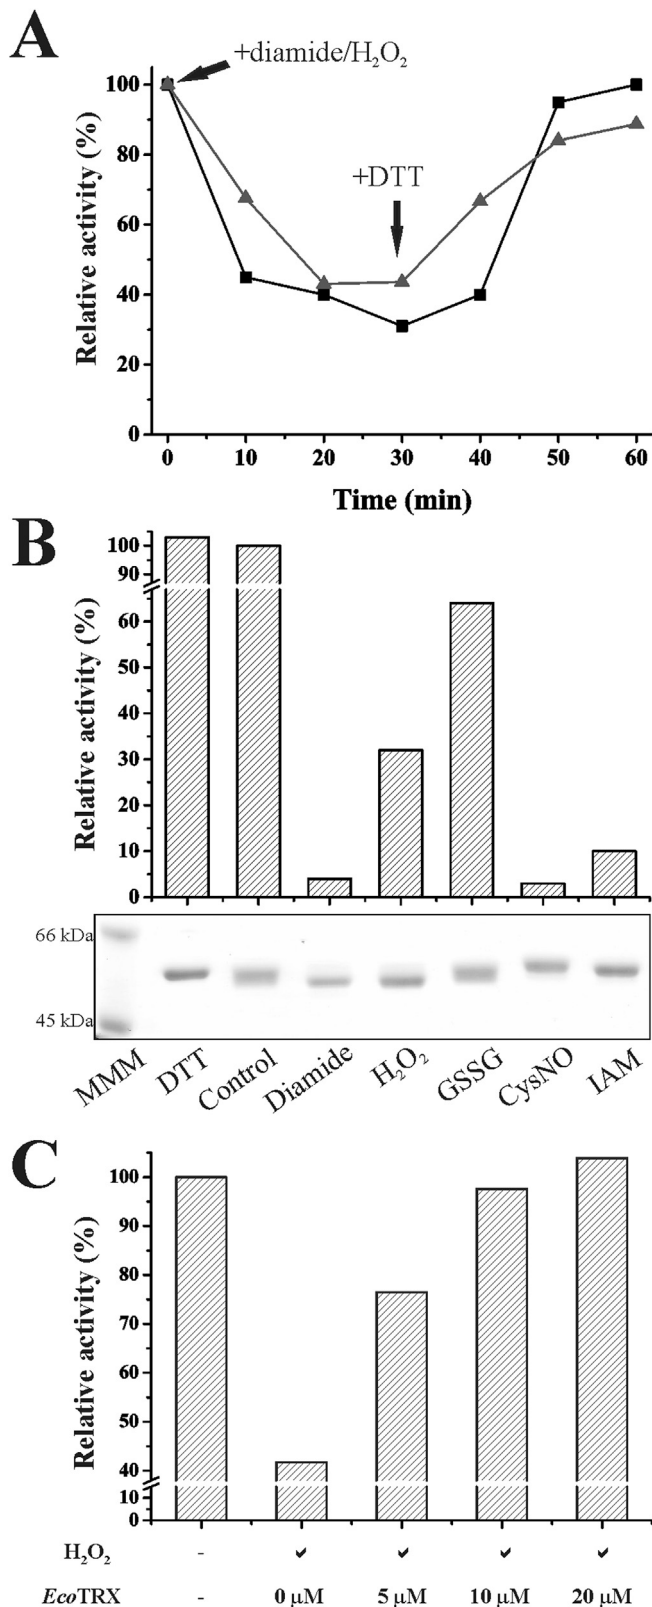 A
+diamide/H₂O₂
+DTT
Relative activity (%)
100
80
60
40
20
0
0 10 20 30 40 50 60
Time (min)
B
Relative activity (%)
100
90
60
50
40
30
20
10
0
66 kDa
45 kDa
MMM DTT Control Diamide H₂O₂ GSSG CysNO IAM
C
Relative activity (%)
100
90
80
70
60
50
40
10
0
H₂O₂ - ✓ ✓ ✓ ✓
EcoTRX - 0 µM 5 µM 10 µM 20 µM